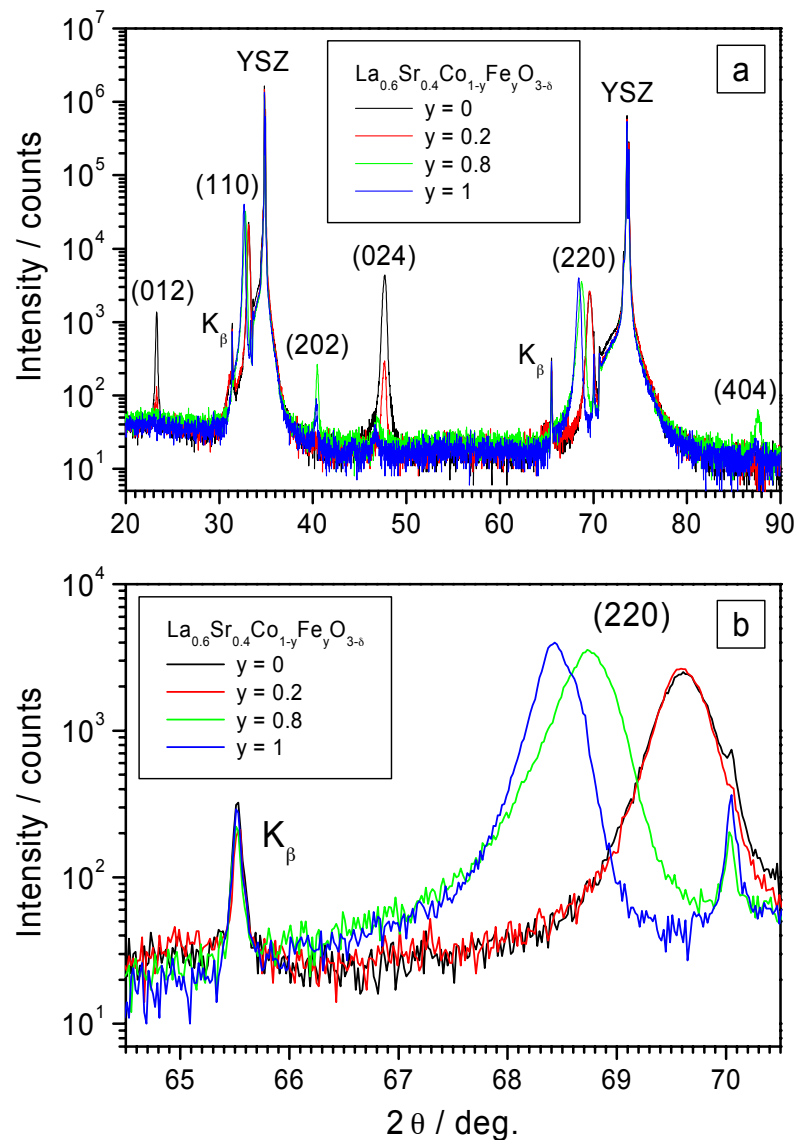 a
YSZ
YSZ
La0.6Sr0.4Co1-yFeyO3-δ
y = 0
y = 0.2
y = 0.8
y = 1
(110)
(012)
Kβ
(202)
(024)
(220)
Kβ
(404)
10^7
10^6
10^5
10^4
10^3
10^2
10^1
Intensity / counts
20 30 40 50 60 70 80 90
b
La0.6Sr0.4Co1-yFeyO3-δ
y = 0
y = 0.2
y = 0.8
y = 1
(220)
Kβ
10^4
10^3
10^2
10^1
Intensity / counts
65 66 67 68 69 70
2 θ / deg.